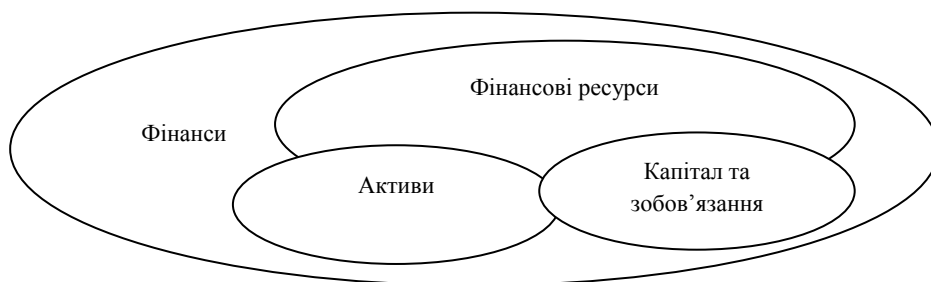 Фінансові ресурси
Фінанси
Активи
Капітал та
зобов’язання